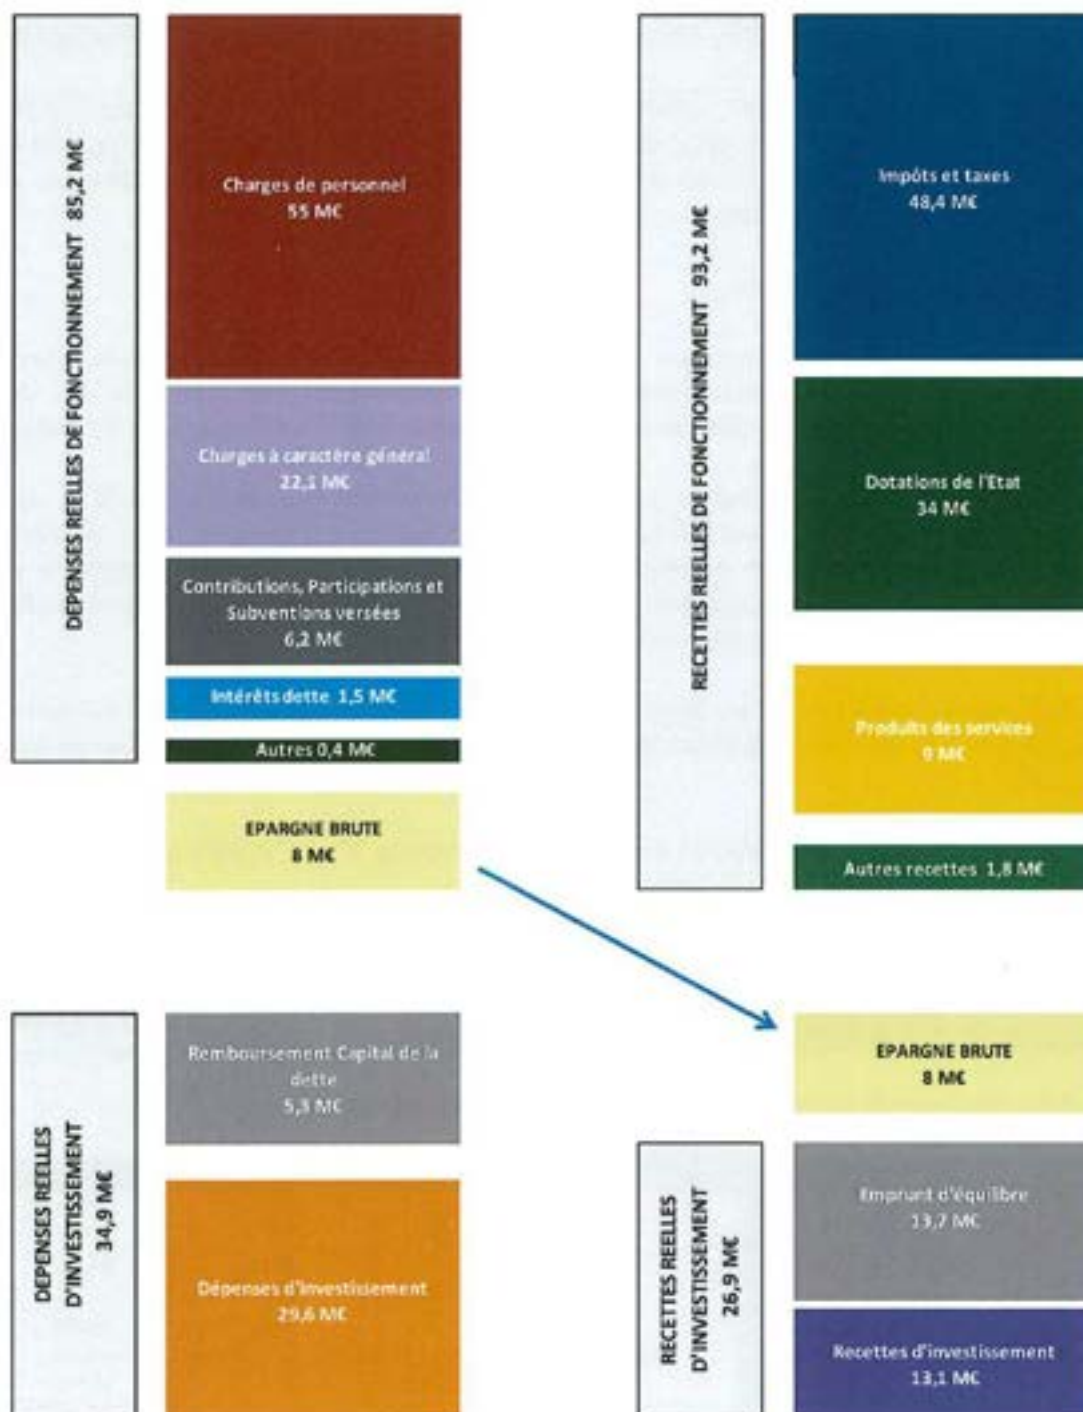 DEPENSES REELLES DE FONCTIONNEMENT 85,2 M€
Charges de personnel
55 M€
Charges à caractère général
22,1 M€
Contributions, Participations et
Subventions versées
6,2 M€
Intérêts dette 1,5 M€
Autres 0,4 M€
EPARGNE BRUTE
8 M€
RECETTES REELLES DE FONCTIONNEMENT 93,2 M€
Impôts et taxes
48,4 M€
Dotations de l'Etat
34 M€
Produits des services
9 M€
Autres recettes 1,8 M€
DEPENSES REELLES
D'INVESTISSEMENT
34,9 M€
Remboursement Capital de la
dette
5,3 M€
Dépenses d'investissement
29,6 M€
EPARGNE BRUTE
8 M€
RECETTES REELLES
D'INVESTISSEMENT
26,9 M€
Emprunt d'équilibre
13,7 M€
Recettes d'investissement
13,1 M€